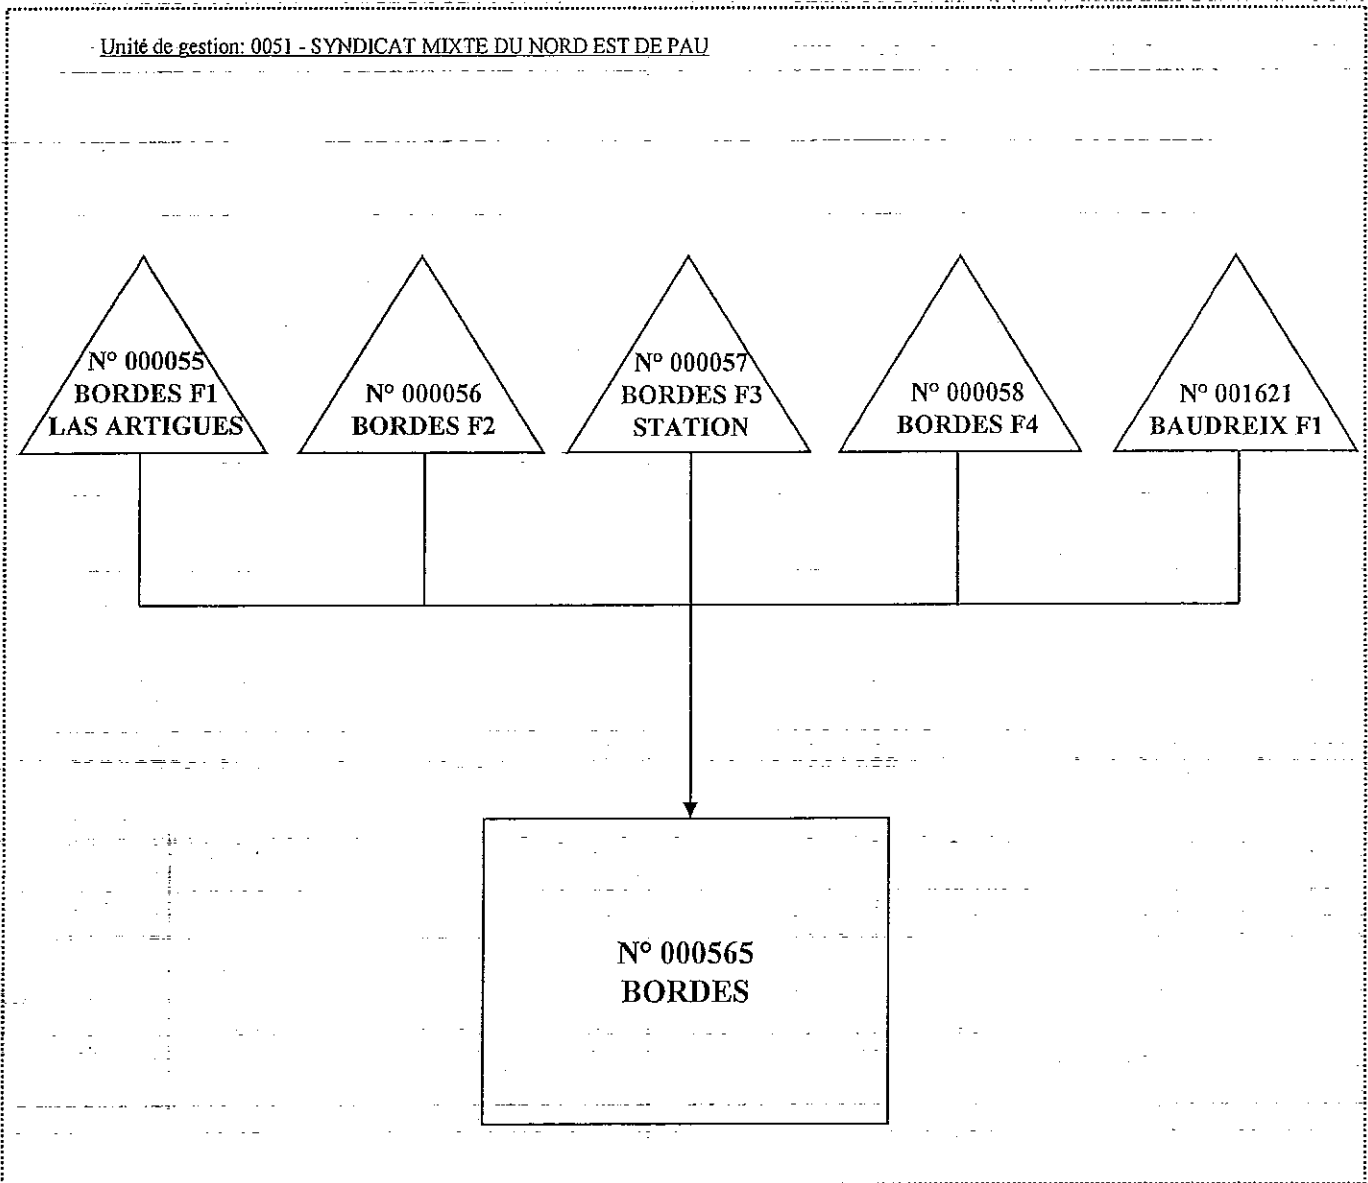 Unité de gestion: 0051 - SYNDICAT MIXTE DU NORD EST DE PAU
N° 000055
BORDES F1
LAS ARTIGUES
N° 000056
BORDES F2
N° 000057
BORDES F3
STATION
N° 000058
BORDES F4
N° 001621
BAUDREIX F1
N° 000565
BORDES